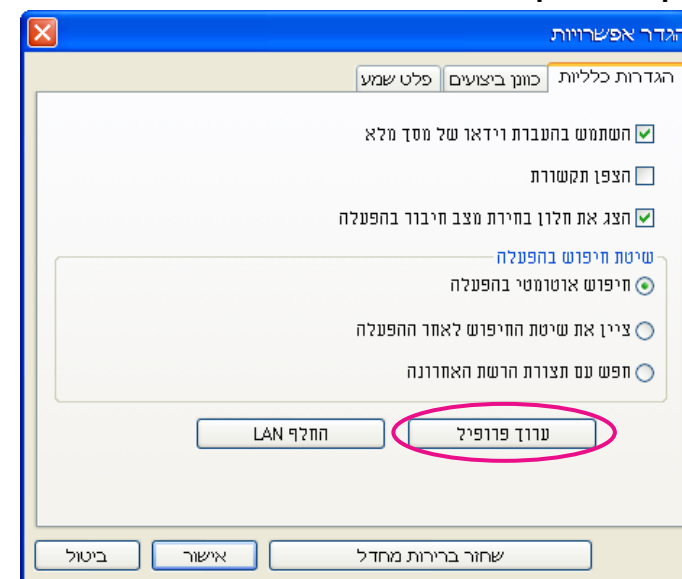 הגדר אפשרויות
הגדרות כלליות כוונן ביצועים פלט שמע
השתמש בהעברת וידאו של מסך מלא
הצפן תקשורת
הצג את חלון בחירת מצב חיבור בהפעלה
שיטת חיפוש בהפעלה
חיפוש אוטומטי בהפעלה
ציין את שיטת החיפוש לאחר ההפעלה
חפש עם תצורת הרשת האחרונה
ערוך פרופיל החלף LAN
שחזר ברירות מחדל אישור ביטול